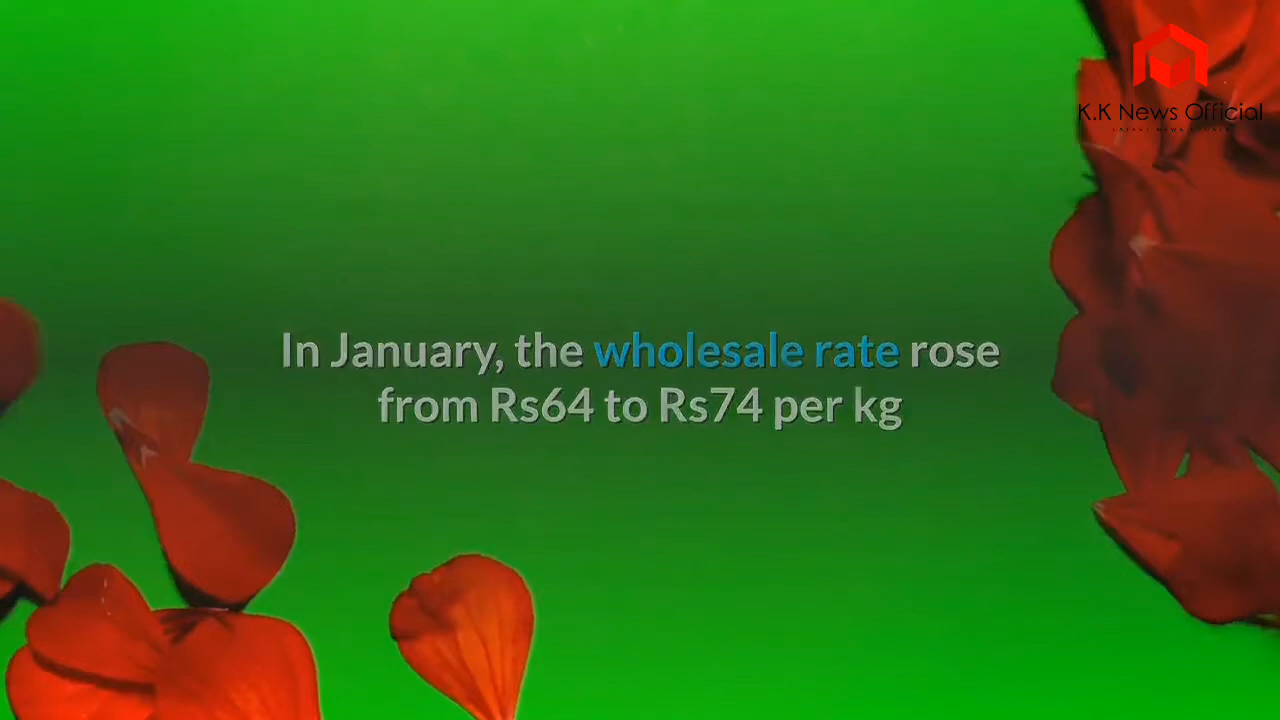 K.K News Official
In January, the wholesale rate rose
from Rs64 to Rs74 per kg